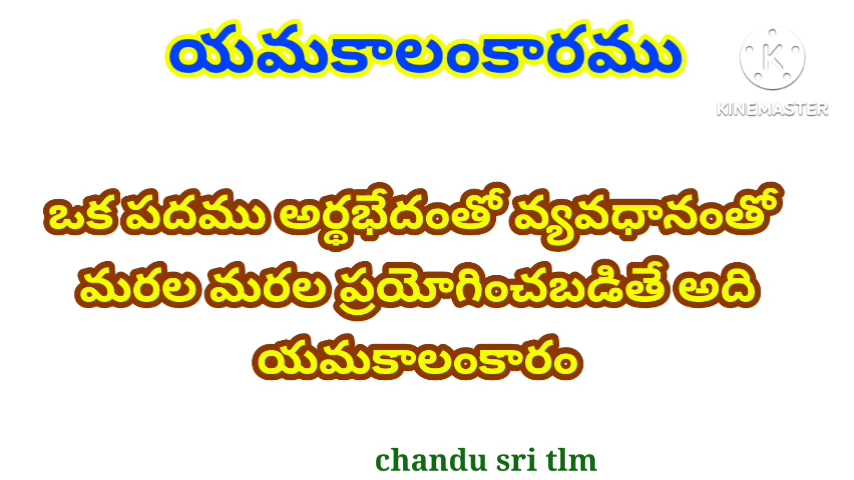 యమకాలంకారము
KINEMASTER
ఒక పదము అర్థభేదంతో వ్యవధానంతో
మరల మరల ప్రయోగించబడితే అది
యమకాలంకారం
chandu sri tlm